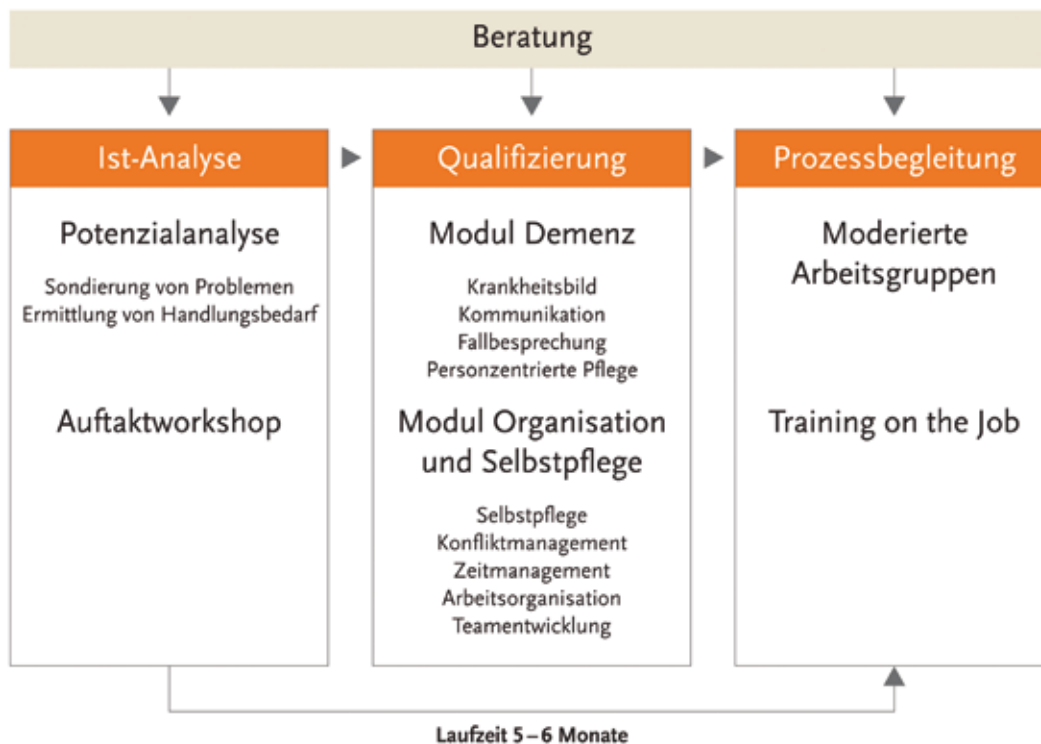 Beratung
Ist-Analyse
Potenzialanalyse
Sondierung von Problemen
Ermittlung von Handlungsbedarf
Auftaktworkshop
Qualifizierung
Modul Demenz
Krankheitsbild
Kommunikation
Fallbesprechung
Personzentrierte Pflege
Modul Organisation
und Selbstpflege
Selbstpflege
Konfliktmanagement
Zeitmanagement
Arbeitsorganisation
Teamentwicklung
Prozessbegleitung
Moderierte
Arbeitsgruppen
Training on the Job
Laufzeit 5–6 Monate